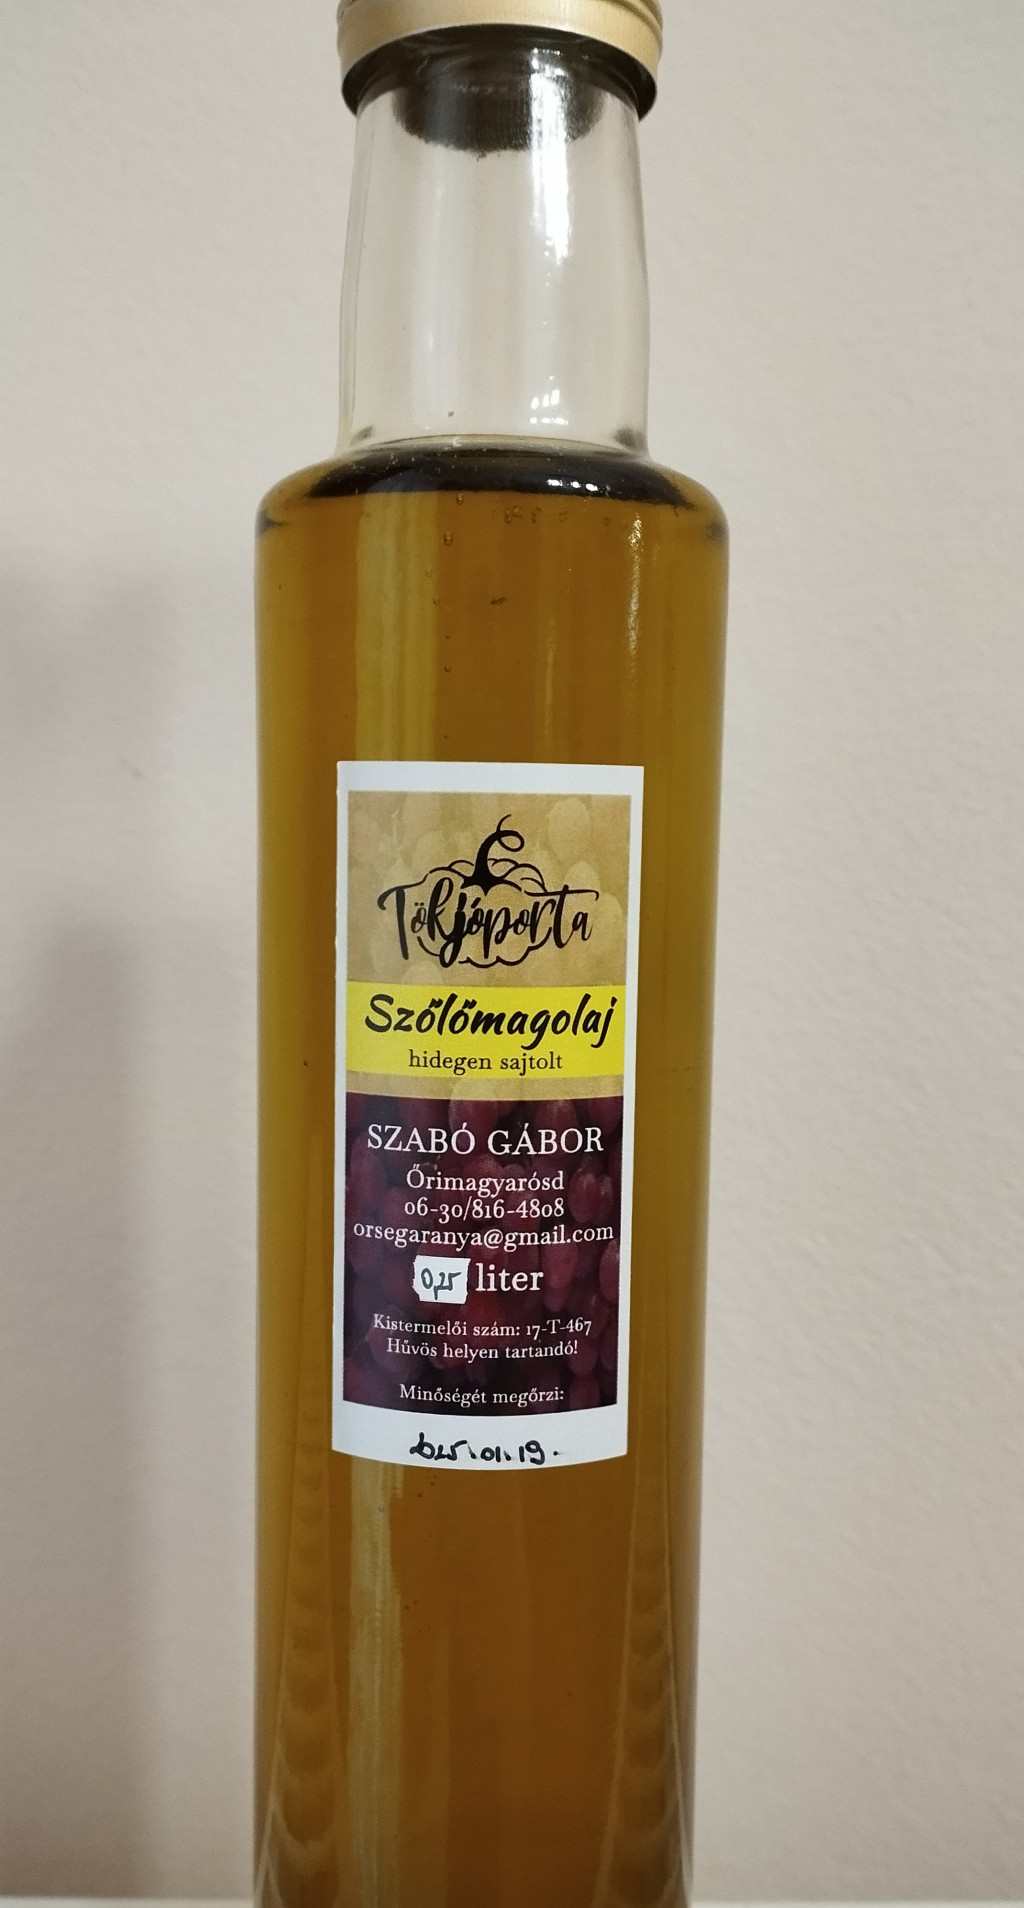 Tökjóporta
Szőlőmagolaj
hidegen sajtolt
SZABÓ GÁBOR
Őrimagyarósd
06-30/816-4808
orsegaranya@gmail.com
0,25 liter
Kistermelői szám: 17-T-467
Hűvös helyen tartandó!
Minőségét megőrzi:
2025.01.19.